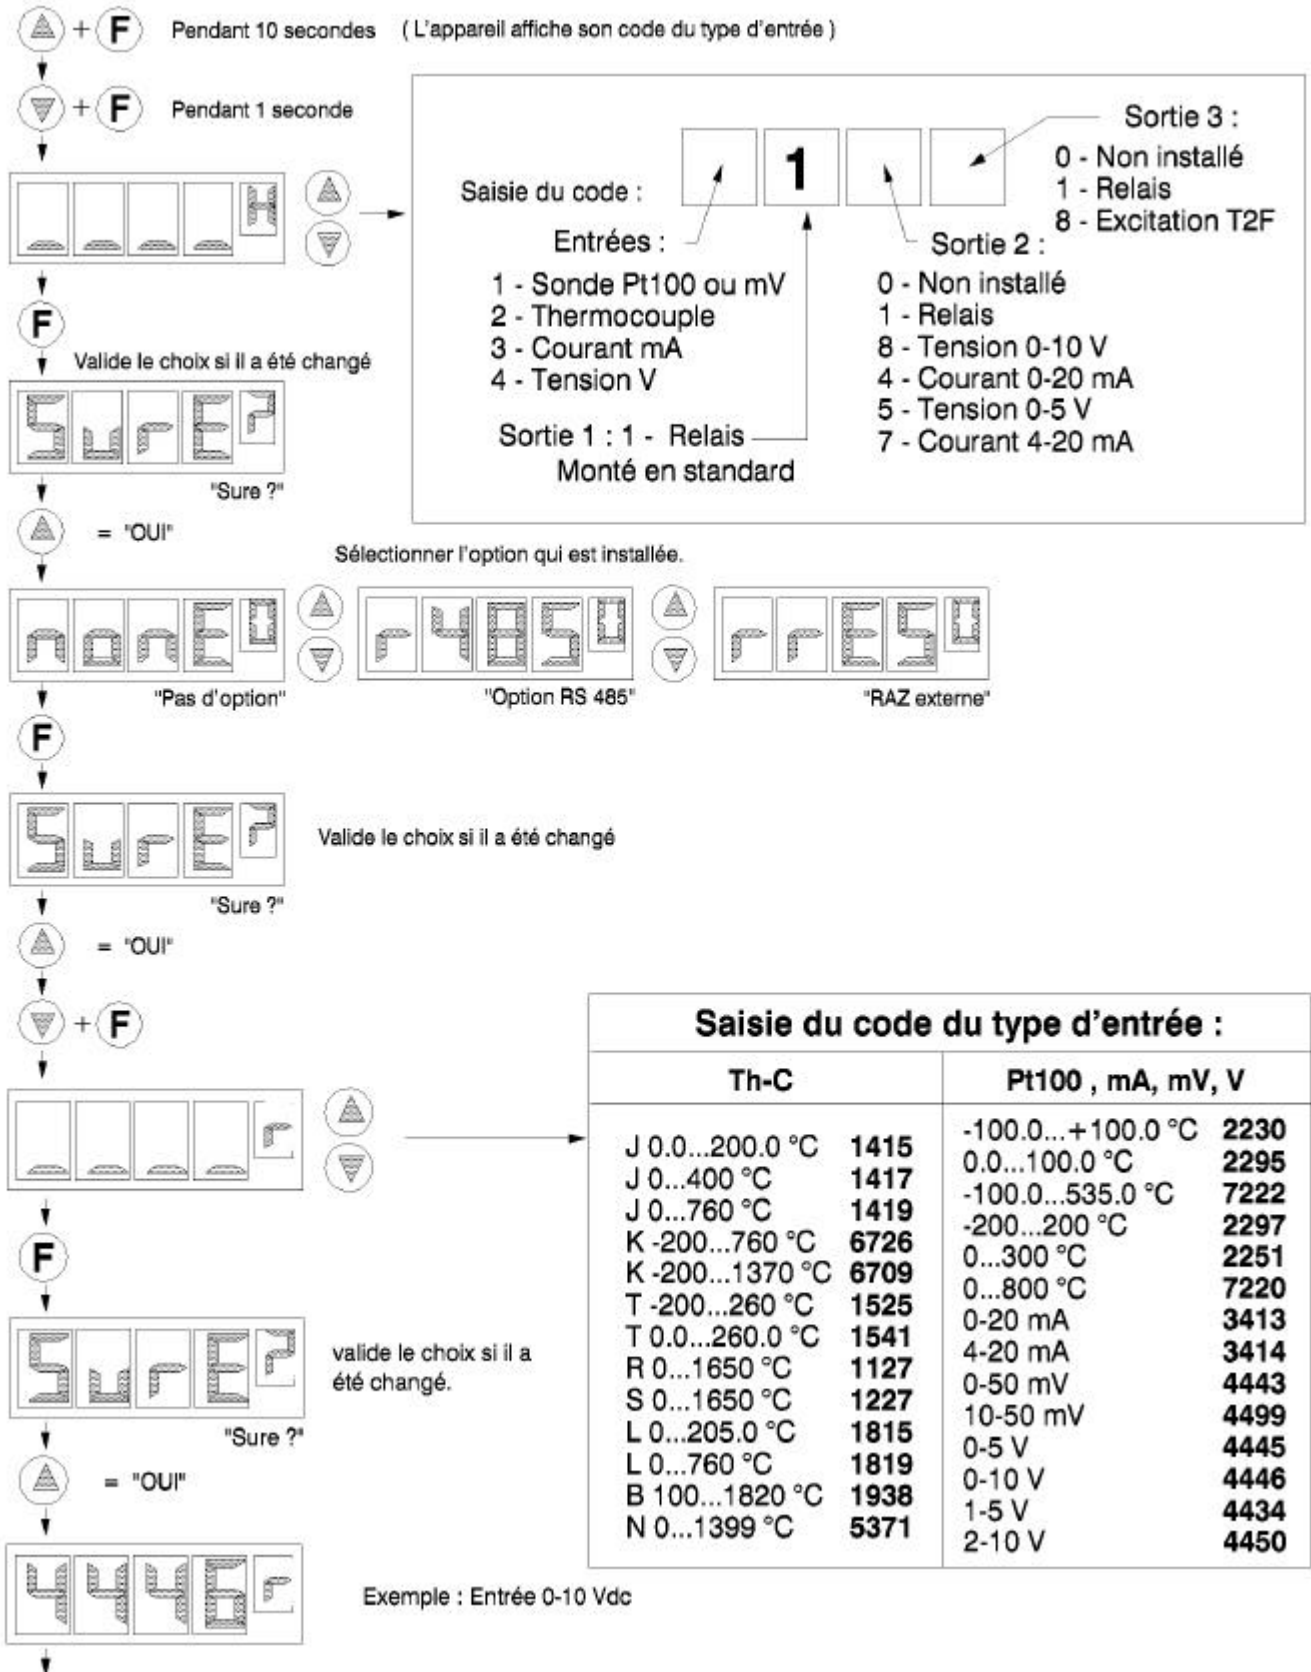 + F Pendant 10 secondes ( L'appareil affiche son code du type d'entrée )
+ F Pendant 1 seconde
H
Saisie du code :
1
Entrées :
1 - Sonde Pt100 ou mV
2 - Thermocouple
3 - Courant mA
4 - Tension V
Sortie 1 : 1 - Relais
Monté en standard
Sortie 2 :
0 - Non installé
1 - Relais
8 - Tension 0-10 V
4 - Courant 0-20 mA
5 - Tension 0-5 V
7 - Courant 4-20 mA
Sortie 3 :
0 - Non installé
1 - Relais
8 - Excitation T2F
F
Valide le choix si il a été changé
SurE?
"Sure ?"
= "OUI"
Sélectionner l'option qui est installée.
nonE0
"Pas d'option"
r4850
"Option RS 485"
rrES0
"RAZ externe"
F
SurE?
Valide le choix si il a été changé
"Sure ?"
= "OUI"
+ F
r
F
SurE?
valide le choix si il a
été changé.
"Sure ?"
= "OUI"
4446r
Exemple : Entrée 0-10 Vdc
Saisie du code du type d'entrée :
Th-C
J 0.0...200.0 °C 1415
J 0...400 °C 1417
J 0...760 °C 1419
K -200...760 °C 6726
K -200...1370 °C 6709
T -200...260 °C 1525
T 0.0...260.0 °C 1541
R 0...1650 °C 1127
S 0...1650 °C 1227
L 0...205.0 °C 1815
L 0...760 °C 1819
B 100...1820 °C 1938
N 0...1399 °C 5371
Pt100 , mA, mV, V
-100.0...+100.0 °C 2230
0.0...100.0 °C 2295
-100.0...535.0 °C 7222
-200...200 °C 2297
0...300 °C 2251
0...800 °C 7220
0-20 mA 3413
4-20 mA 3414
0-50 mV 4443
10-50 mV 4499
0-5 V 4445
0-10 V 4446
1-5 V 4434
2-10 V 4450